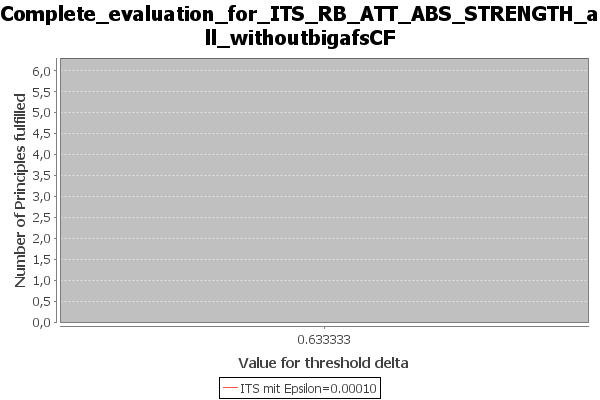 Complete_evaluation_for_ITS_RB_ATT_ABS_STRENGTH_a
ll_withoutbigafsCF
Number of Principles fulfilled
6,0
5,5
5,0
4,5
4,0
3,5
3,0
2,5
2,0
1,5
1,0
0,5
0,0
0.633333
Value for threshold delta
ITS mit Epsilon=0.00010